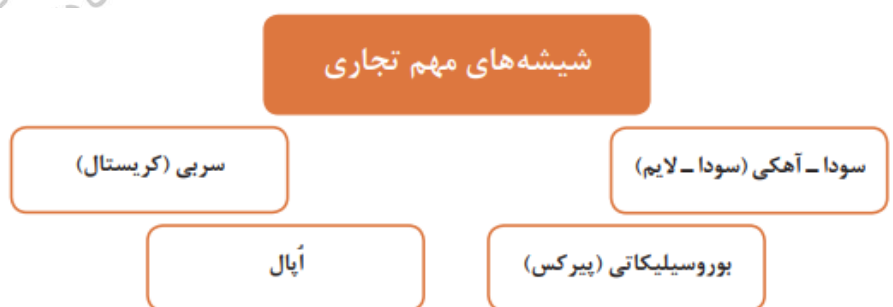 شیشه‌های مهم تجاری
سودا ـ آهکی (سودا ـ لایم)
سربی (کریستال)
بوروسیلیکاتی (پیرکس)
اُپال